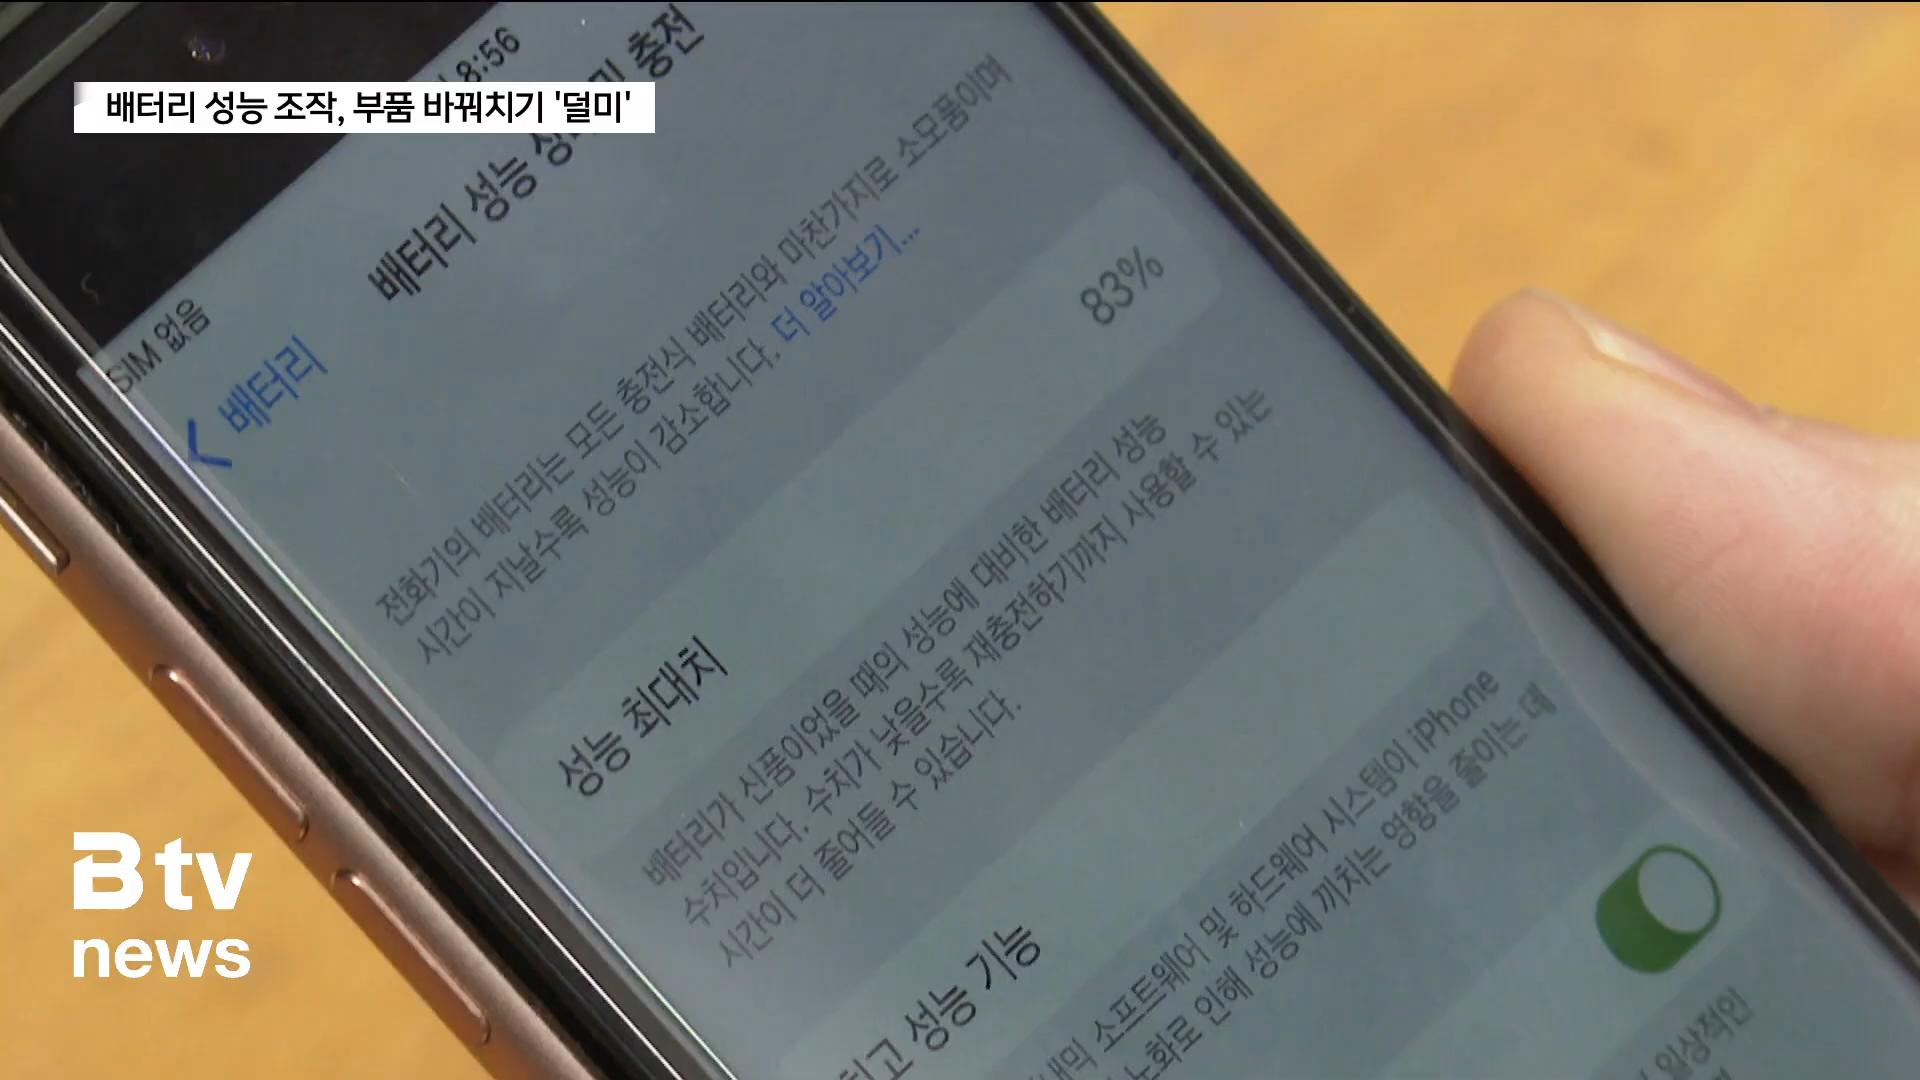 배터리 성능 조작, 부품 바꿔치기 '덜미'
8:56
SIM 없음
배터리
배터리 성능 충전
전화기의 배터리는 모든 충전식 배터리와 마찬가지로 소모품이며
시간이 지날수록 성능이 감소합니다. 더 알아보기...
성능 최대치 83%
배터리가 신품이었을 때의 성능에 대비한 배터리 성능
수치입니다. 수치가 낮을수록 재충전하기까지 사용할 수 있는
시간이 더 줄어들 수 있습니다.
최고 성능 기능
소프트웨어 및 하드웨어 시스템이 iPhone
노화로 인해 성능에 끼치는 영향을 줄이는 데
일상적인
B tv
news